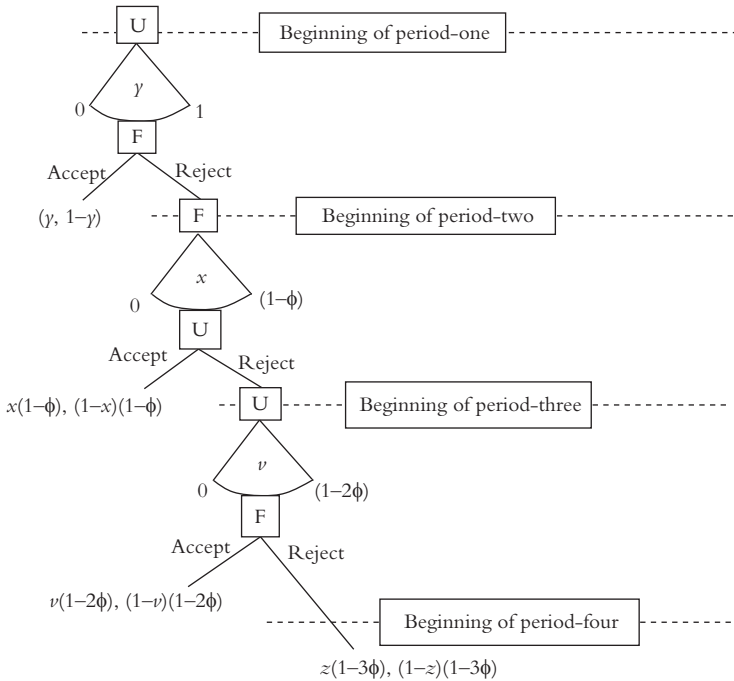 U
Beginning of period-one
γ
0
1
F
Accept
Reject
(γ, 1–γ)
F
Beginning of period-two
x
0
(1–ϕ)
U
Accept
Reject
x(1–ϕ), (1–x)(1–ϕ)
U
Beginning of period-three
ν
0
(1–2ϕ)
F
Accept
Reject
ν(1–2ϕ), (1–ν)(1–2ϕ)
Beginning of period-four
z(1–3ϕ), (1–z)(1–3ϕ)